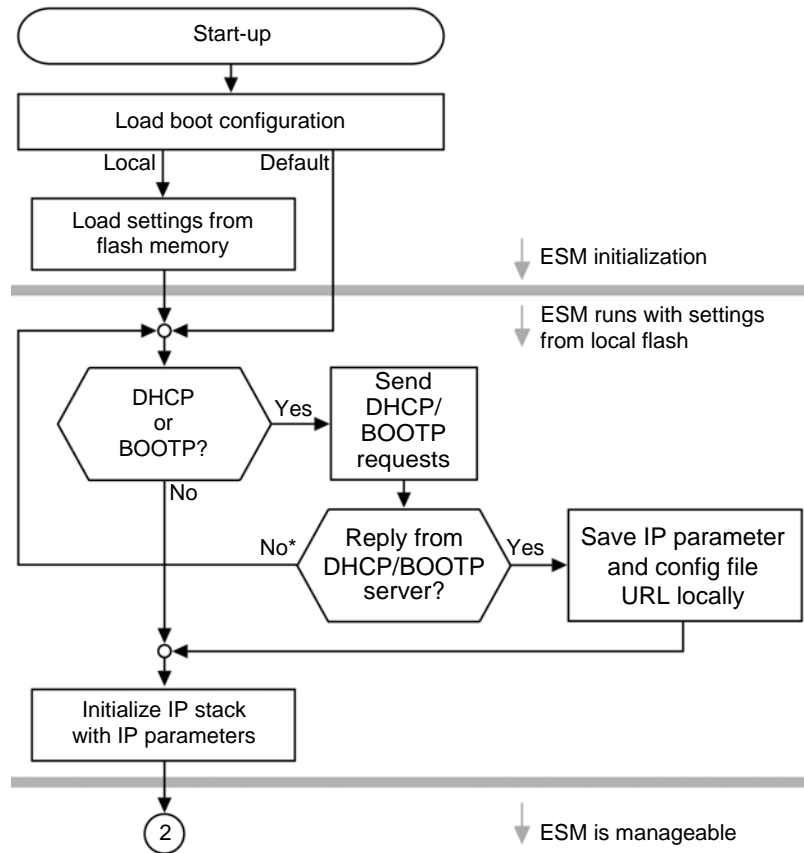 Start-up
Load boot configuration
Local
Default
Load settings from
flash memory
ESM initialization
ESM runs with settings
from local flash
DHCP
or
BOOTP?
Yes
Send
DHCP/
BOOTP
requests
No
No*
Reply from
DHCP/BOOTP
server?
Yes
Save IP parameter
and config file
URL locally
Initialize IP stack
with IP parameters
2
ESM is manageable